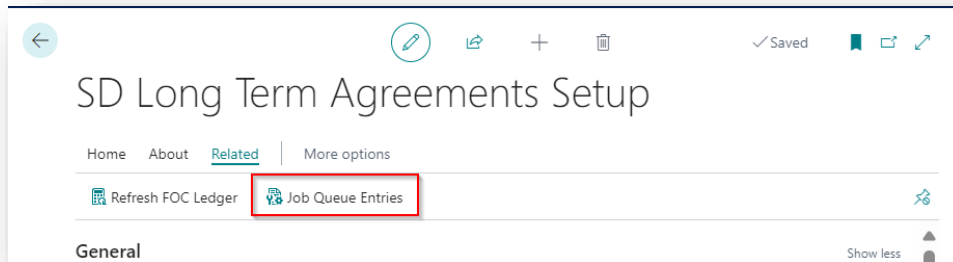 Saved
SD Long Term Agreements Setup
Home About Related More options
Refresh FOC Ledger Job Queue Entries
General Show less